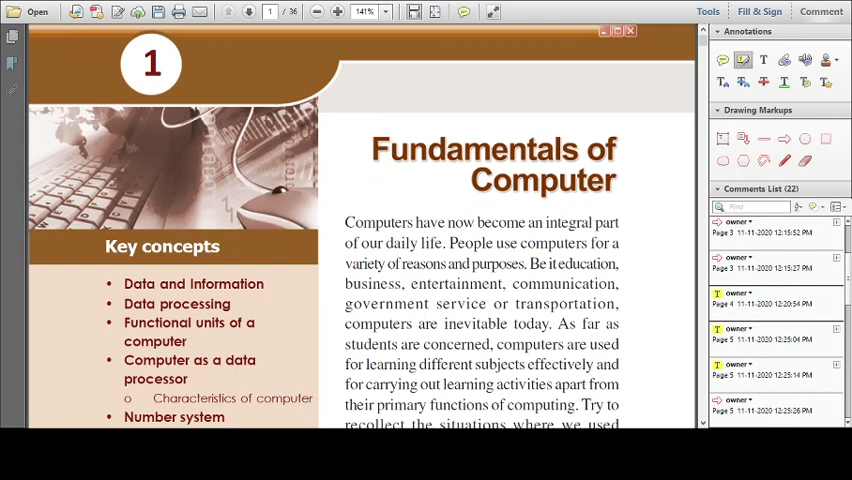 Open
1
/ 36
141%
Tools
Fill & Sign
Comment
1
Fundamentals of
Computer
Key concepts
• Data and Information
• Data processing
• Functional units of a
computer
• Computer as a data
processor
o Characteristics of computer
• Number system
Computers have now become an integral part
of our daily life. People use computers for a
variety of reasons and purposes. Be it education,
business, entertainment, communication,
government service or transportation,
computers are inevitable today. As far as
students are concerned, computers are used
for learning different subjects effectively and
for carrying out learning activities apart from
their primary functions of computing. Try to
recollect the situations where we used
Annotations
Drawing Markups
Comments List (22)
Find
owner
Page 3 11-11-2020 12:15:52
owner
Page 3 11-11-2020 12:15:27
owner
Page 4 11-11-2020 12:20:54
owner
Page 5 11-11-2020 12:25:04
owner
Page 5 11-11-2020 12:25:14
owner
Page 5 11-11-2020 12:25:26